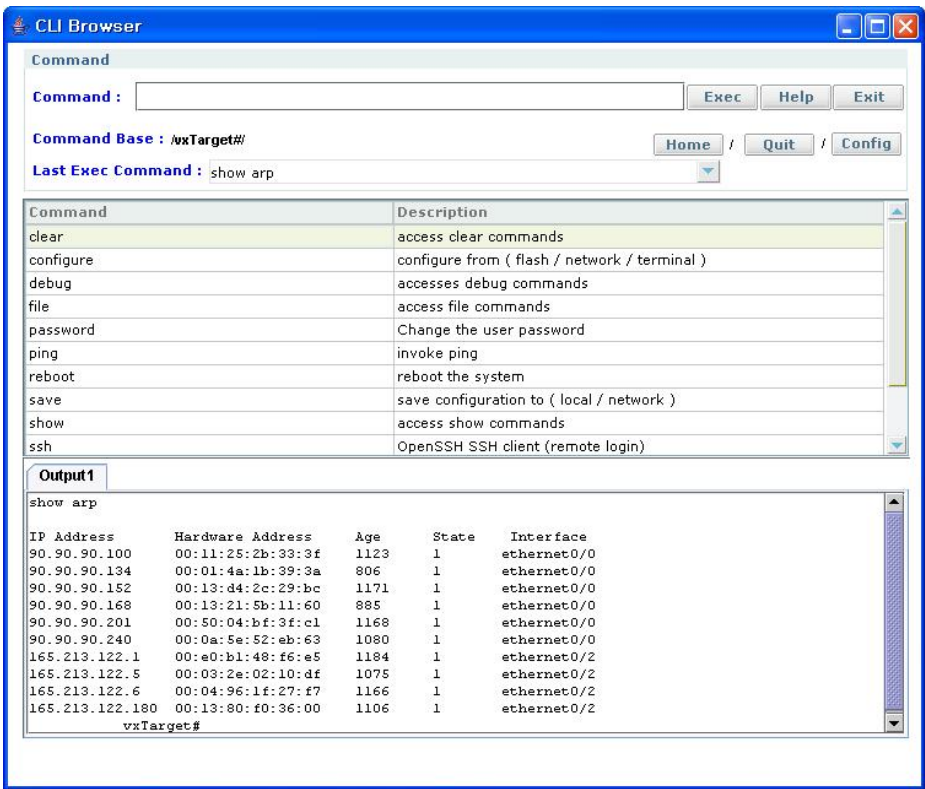 CLI Browser
Command
Command : Exec Help Exit
Command Base : /vxTarget#/ Home / Quit / Config
Last Exec Command : show arp
Command Description
clear access clear commands
configure configure from ( flash / network / terminal )
debug accesses debug commands
file access file commands
password Change the user password
ping invoke ping
reboot reboot the system
save save configuration to ( local / network )
show access show commands
ssh OpenSSH SSH client (remote login)
Output1
show arp
IP Address Hardware Address Age State Interface
90.90.90.100 00:11:25:2b:33:3f 1123 1 ethernet0/0
90.90.90.134 00:01:4a:1b:39:3a 806 1 ethernet0/0
90.90.90.152 00:13:d4:2c:29:bc 1171 1 ethernet0/0
90.90.90.168 00:13:21:5b:11:60 885 1 ethernet0/0
90.90.90.201 00:50:04:bf:3f:c1 1168 1 ethernet0/0
90.90.90.240 00:0a:5e:52:eb:63 1080 1 ethernet0/0
165.213.122.1 00:e0:b1:48:f6:e5 1184 1 ethernet0/2
165.213.122.5 00:03:2e:02:10:df 1075 1 ethernet0/2
165.213.122.6 00:04:96:1f:27:f7 1166 1 ethernet0/2
165.213.122.180 00:13:80:f0:36:00 1106 1 ethernet0/2
vxTarget#